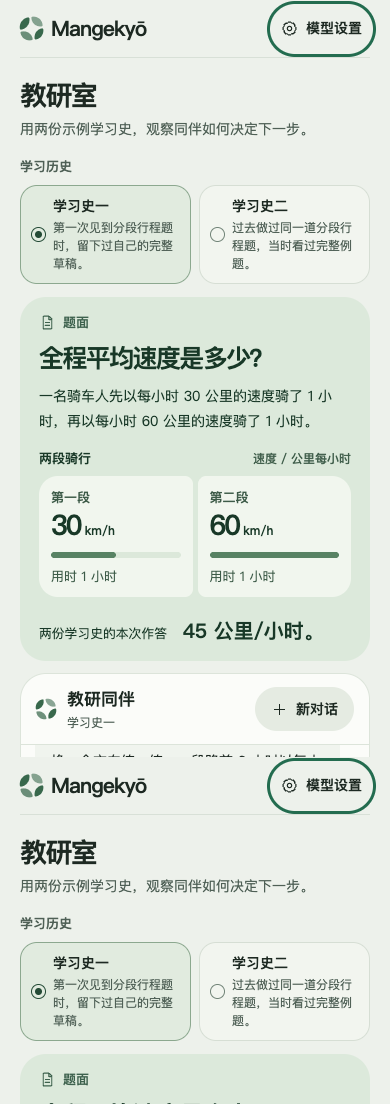 Mangekyō
模型设置
教研室
用两份示例学习史，观察同伴如何决定下一步。
学习历史
学习史一
第一次见到分段行程题
时，留下过自己的完整
草稿。
学习史二
过去做过同一道分段行
程题，当时看过完整例
题。
题面
全程平均速度是多少?
一名骑车人先以每小时 30 公里的速度骑了 1 小
时，再以每小时 60 公里的速度骑了 1 小时。
两段骑行
速度 / 公里每小时
第一段
30 km/h
用时 1 小时
第二段
60 km/h
用时 1 小时
两份学习史的本次作答 45 公里/小时。
教研同伴
学习史一
新对话
Mangekyō
模型设置
教研室
用两份示例学习史，观察同伴如何决定下一步。
学习历史
学习史一
第一次见到分段行程题
时，留下过自己的完整
草稿。
学习史二
过去做过同一道分段行
程题，当时看过完整例
题。
题面